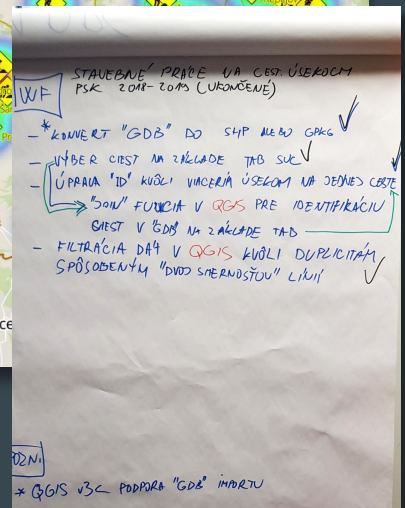 WF
STAVEBNÉ PRÁCE NA CEST. ÚSEKOCH
PSK 2018-2019 (UKONČENÉ)
- *KONVERT "GDB" DO SHP ALEBO GPKG
- VÝBER CIEST NA ZÁKLADE TAB SUC
- ÚPRAVA "ID" KVÔLI VIACERÍM ÚSEKOM NA JEDNEJ CESTE
"JOIN" FUNKCIA V QGIS PRE IDENTIFIKÁCIU
CIEST V "GDB" NA ZÁKLADE TAB
- FILTRÁCIA DÁT V QGIS KVÔLI DUPLICITÁM
SPÔSOBENÝM "DVOJSMERNOSŤOU" LÍNIÍ
POZN.
* QGIS v3< PODPORA "GDB" IMPORTU